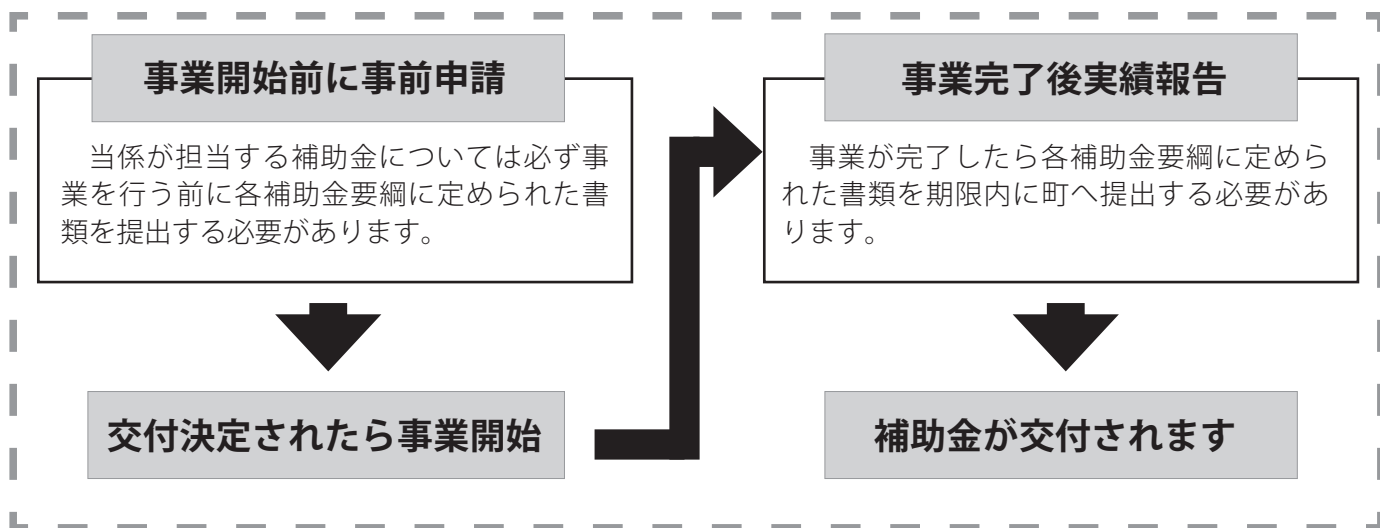 事業開始前に事前申請
当係が担当する補助金については必ず事
業を行う前に各補助金要綱に定められた書
類を提出する必要があります。
交付決定されたら事業開始
事業完了後実績報告
事業が完了したら各補助金要綱に定めら
れた書類を期限内に町へ提出する必要があ
ります。
補助金が交付されます